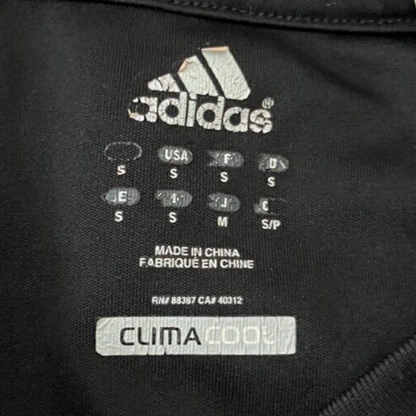 adidas®
USA F D
S S S S
E I J C
S S M S/P
MADE IN CHINA
FABRIQUÉ EN CHINE
RN# 88387 CA# 40312
CLIMACOOL